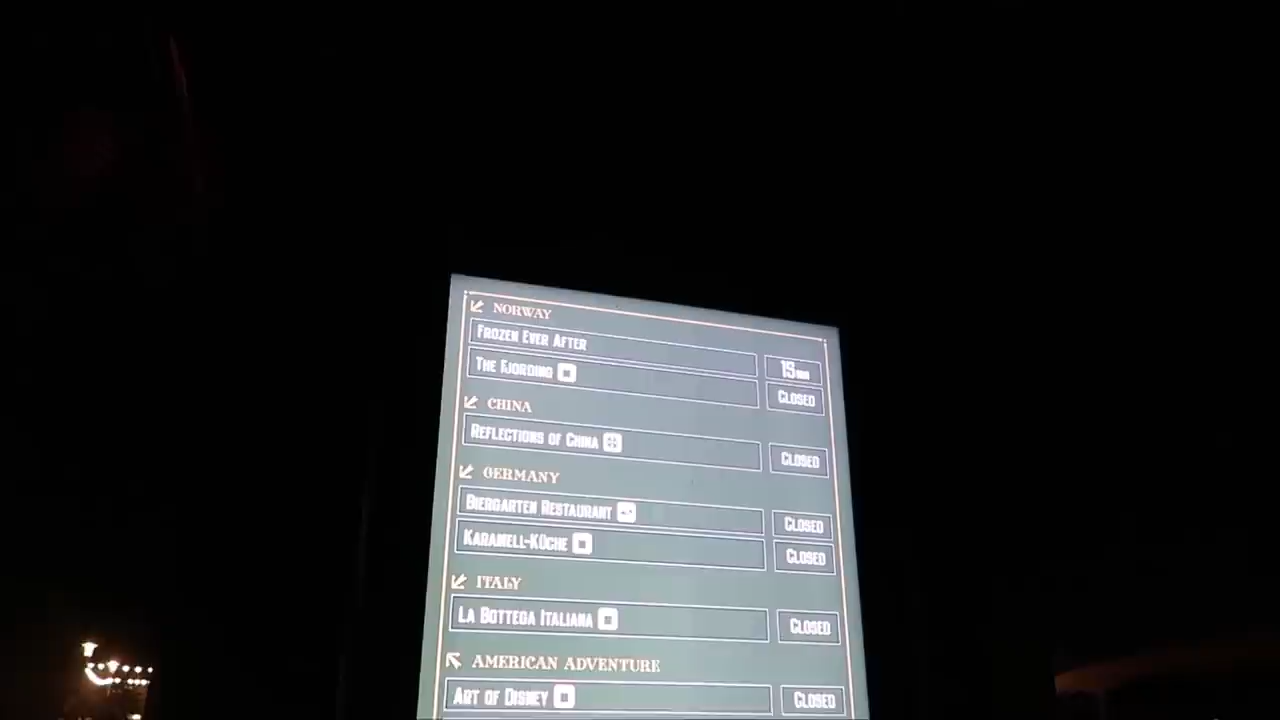 NORWAY
FROZEN EVER AFTER
15 MIN
THE FJORDING
CLOSED
CHINA
REFLECTIONS OF CHINA
CLOSED
GERMANY
BIERGARTEN RESTAURANT
CLOSED
KARAMELL-KÜCHE
CLOSED
ITALY
LA BOTTEGA ITALIANA
CLOSED
AMERICAN ADVENTURE
ART OF DISNEY
CLOSED